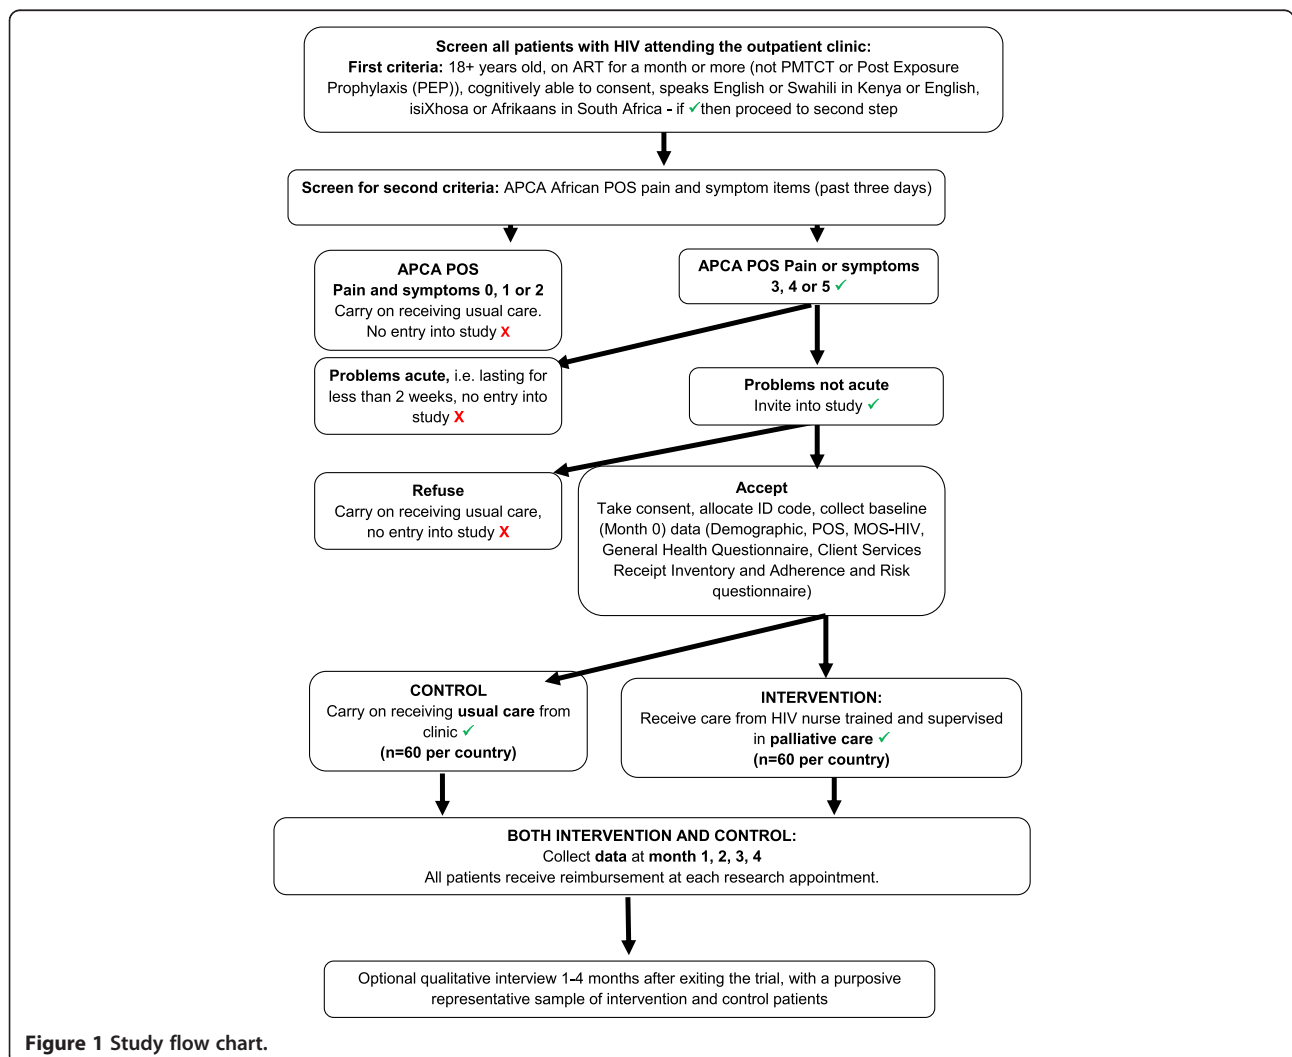 Screen all patients with HIV attending the outpatient clinic:
First criteria: 18+ years old, on ART for a month or more (not PMTCT or Post Exposure
Prophylaxis (PEP)), cognitively able to consent, speaks English or Swahili in Kenya or English,
isiXhosa or Afrikaans in South Africa - if ✓then proceed to second step
Screen for second criteria: APCA African POS pain and symptom items (past three days)
APCA POS
Pain and symptoms 0, 1 or 2
Carry on receiving usual care.
No entry into study X
APCA POS Pain or symptoms
3, 4 or 5 ✓
Problems acute, i.e. lasting for
less than 2 weeks, no entry into
study X
Problems not acute
Invite into study ✓
Refuse
Carry on receiving usual care,
no entry into study X
Accept
Take consent, allocate ID code, collect baseline
(Month 0) data (Demographic, POS, MOS-HIV,
General Health Questionnaire, Client Services
Receipt Inventory and Adherence and Risk
questionnaire)
CONTROL
Carry on receiving usual care from
clinic ✓
(n=60 per country)
INTERVENTION:
Receive care from HIV nurse trained and supervised
in palliative care ✓
(n=60 per country)
BOTH INTERVENTION AND CONTROL:
Collect data at month 1, 2, 3, 4
All patients receive reimbursement at each research appointment.
Optional qualitative interview 1-4 months after exiting the trial, with a purposive
representative sample of intervention and control patients
Figure 1 Study flow chart.